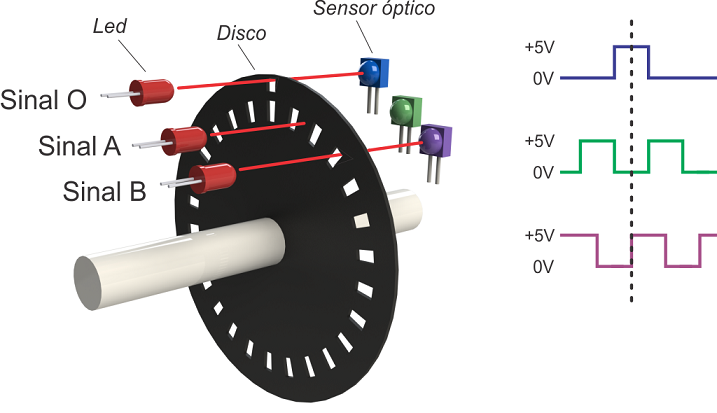 Led
Disco
Sensor óptico
Sinal O
Sinal A
Sinal B
+5V
0V
+5V
0V
+5V
0V